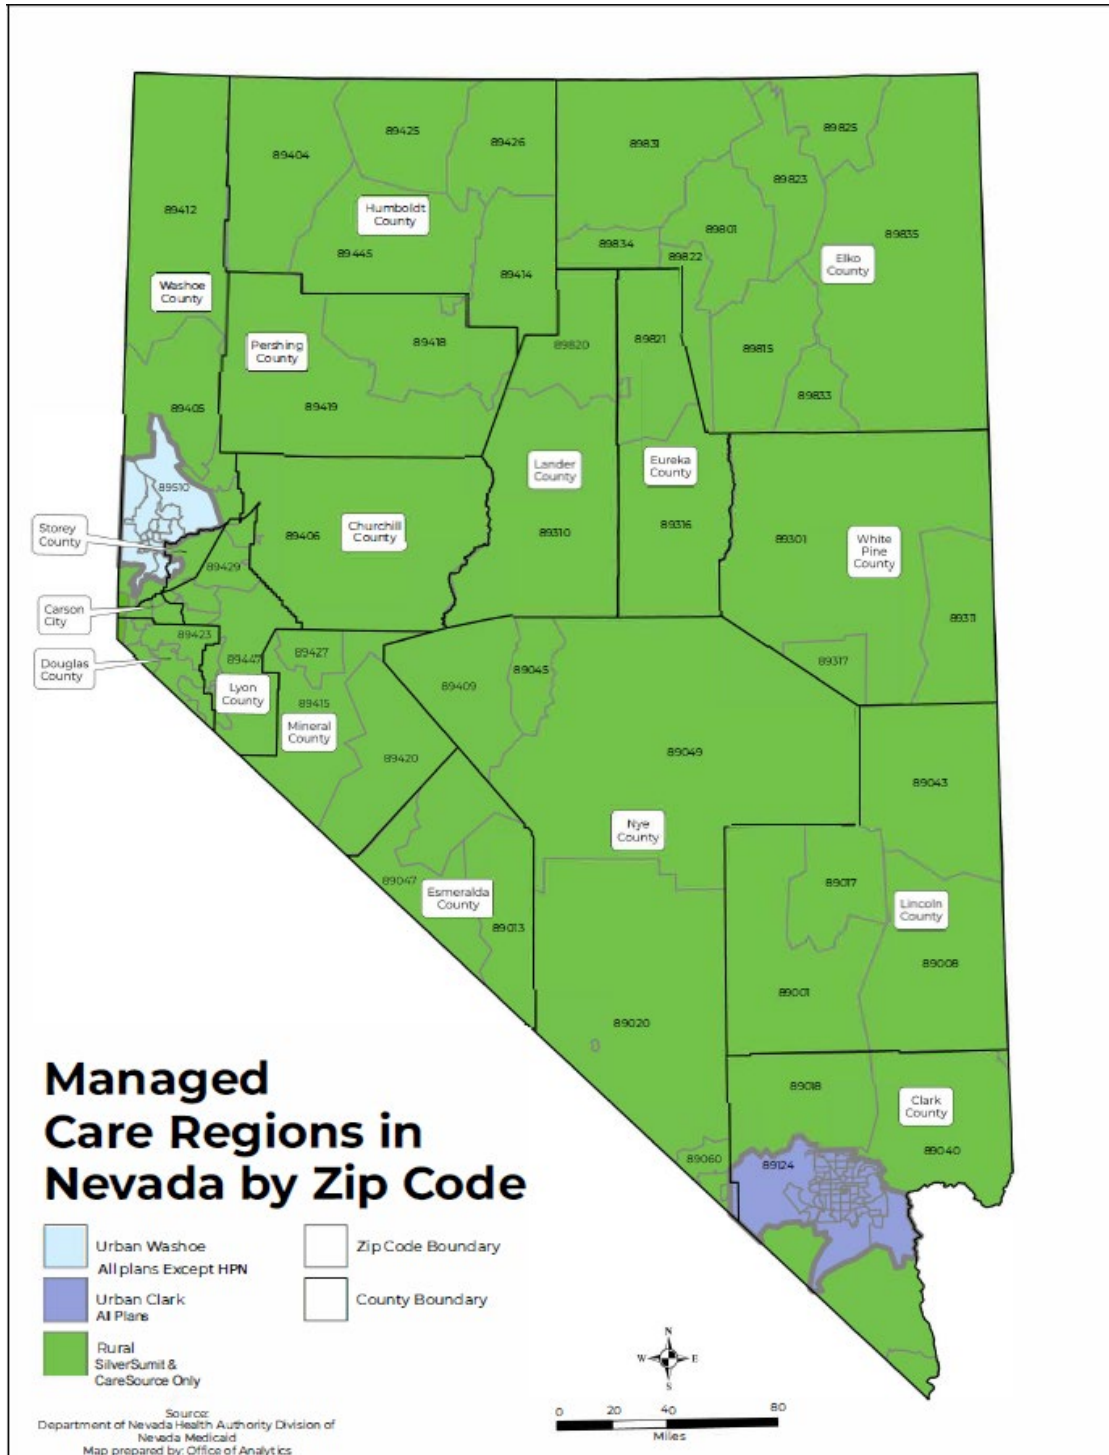 89425
89825
89404
89426
89831
89823
89412
Humboldt
County
89801
89835
89834
89445
89822
Elko
County
89414
Washoe
County
89821
89418
89820
Pershing
County
89815
89833
89419
89405
Lander
County
Eureka
County
89510
Storey
County
Churchill
County
89406
89310
89316
89301
White
Pine
County
89429
Carson
City
89311
89423
89427
89447
89317
Douglas
County
89409
89045
Lyon
County
89415
Mineral
County
89420
89049
89043
Nye
County
89047
Esmeralda
County
89017
Lincoln
County
89013
89008
89001
89020
89018
Clark
County
89060
89124
89040
Managed
Care Regions in
Nevada by Zip Code
Urban Washoe
All plans Except HPN
Zip Code Boundary
Urban Clark
All Plans
County Boundary
Rural
SilverSumit &
CareSource Only
N
W E
S
0 20 40 80
Miles
Source:
Department of Nevada Health Authority Division of
Nevada Medicaid
Map prepared by: Office of Analytics